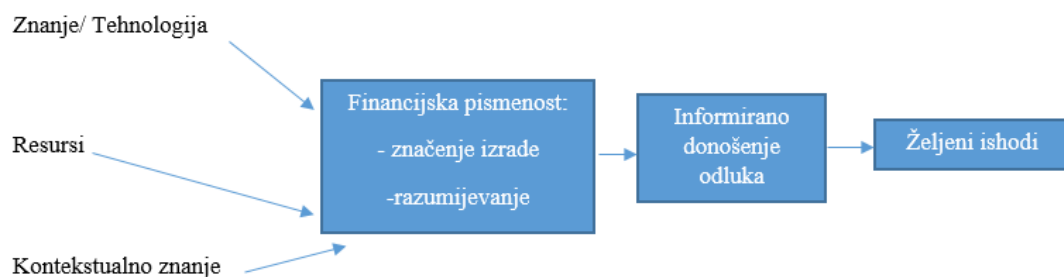 Znanje/ Tehnologija
Resursi
Kontekstualno znanje
Financijska pismenost:
- značenje izrade
-razumijevanje
Informirano
donošenje
odluka
Željeni ishodi